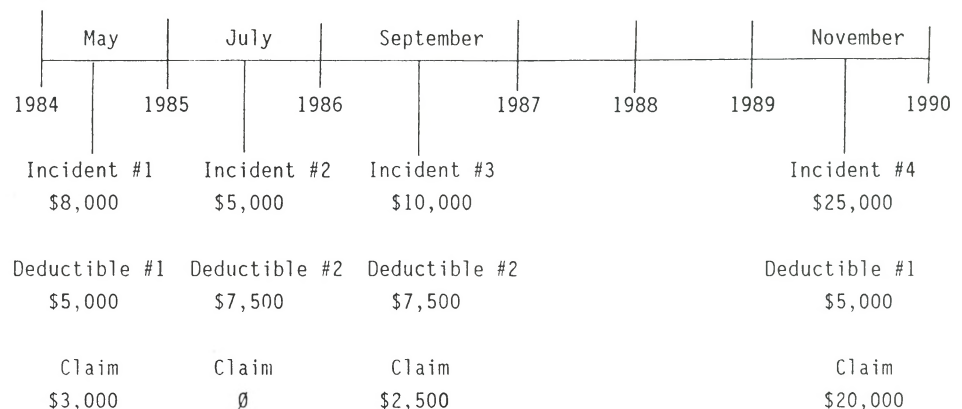 May July September November
1984 1985 1986 1987 1988 1989 1990
Incident #1 Incident #2 Incident #3 Incident #4
$8,000 $5,000 $10,000 $25,000
Deductible #1 Deductible #2 Deductible #2 Deductible #1
$5,000 $7,500 $7,500 $5,000
Claim Claim Claim Claim
$3,000 Ø $2,500 $20,000